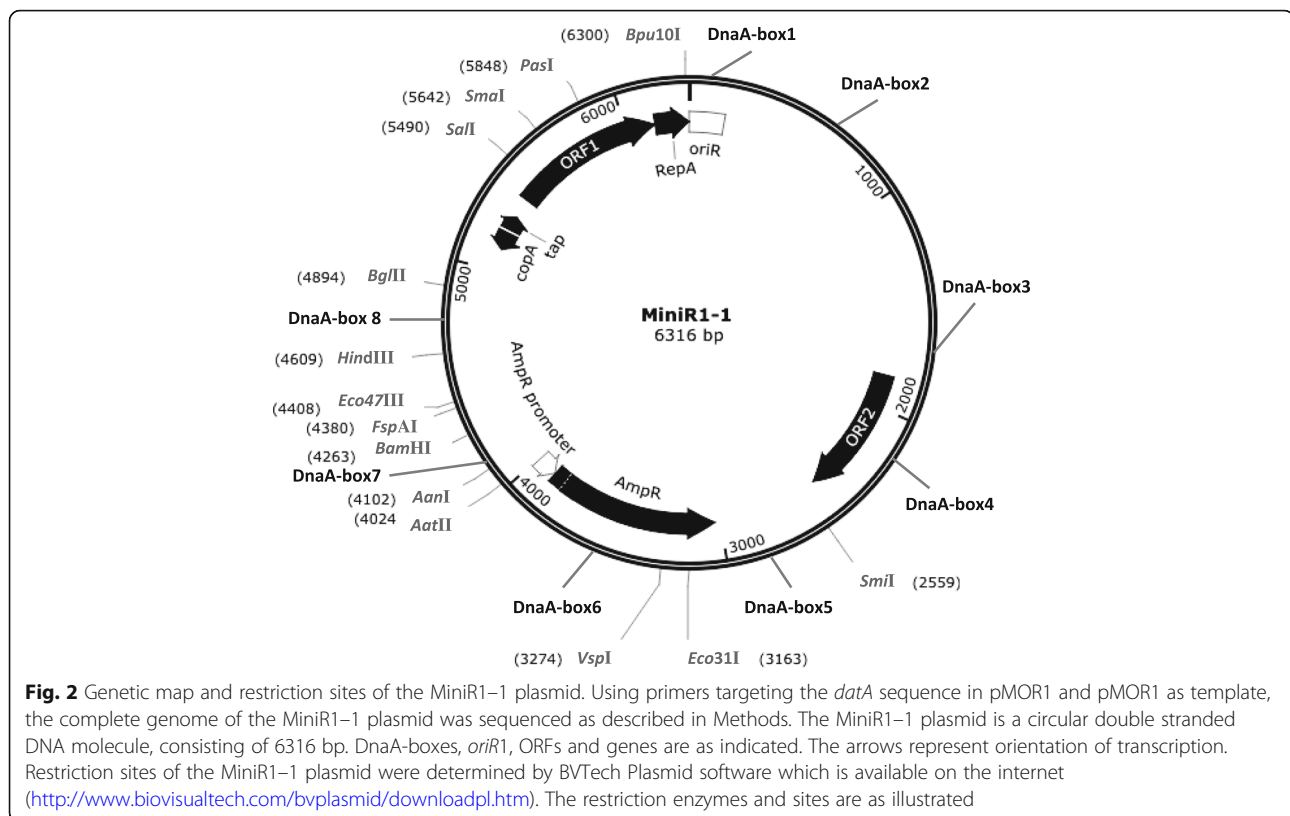 (6300) Bpu10I DnaA-box1
(5848) PasI
DnaA-box2
(5642) SmaI
(5490) SalI
6000
ORF1
oriR
RepA
1000
copA
tap
(4894) BglII
5000
DnaA-box3
DnaA-box 8
MiniR1-1
6316 bp
(4609) HindIII
AmpR promoter
2000
(4408) Eco47III
(4380) FspAI
ORF2
(4263) BamHI
DnaA-box7
AmpR
(4102) AanI
4000
DnaA-box4
(4024 AatII
3000
SmiI (2559)
DnaA-box6
DnaA-box5
(3274) VspI
Eco31I (3163)
Fig. 2 Genetic map and restriction sites of the MiniR1–1 plasmid. Using primers targeting the datA sequence in pMOR1 and pMOR1 as template,
the complete genome of the MiniR1–1 plasmid was sequenced as described in Methods. The MiniR1–1 plasmid is a circular double stranded
DNA molecule, consisting of 6316 bp. DnaA-boxes, oriR1, ORFs and genes are as indicated. The arrows represent orientation of transcription.
Restriction sites of the MiniR1–1 plasmid were determined by BVTech Plasmid software which is available on the internet
(http://www.biovisualtech.com/bvplasmid/downloadpl.htm). The restriction enzymes and sites are as illustrated